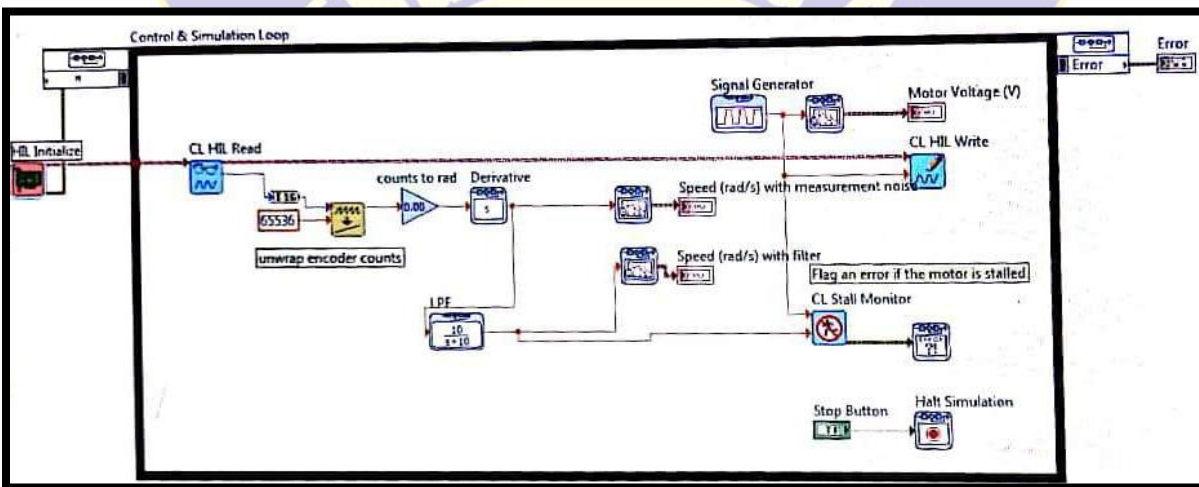 Control & Simulation Loop
Error
Error
Signal Generator
Motor Voltage (V)
HIL Initialize
CL HIL Read
CL HIL Write
counts to rad
Derivative
I16
0.00
s
65536
Speed (rad/s) with measurement noise
unwrap encoder counts
Speed (rad/s) with filter
Flag an error if the motor is stalled
LPF
CL Stall Monitor
10
s+10
Stop Button
Halt Simulation